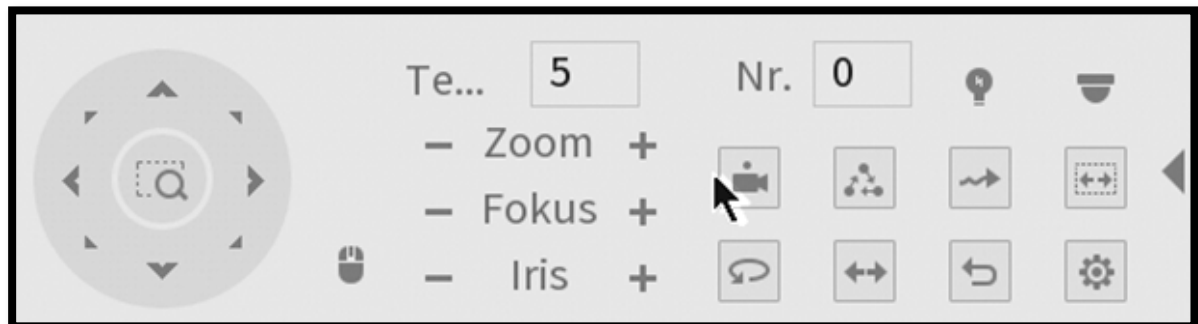 Te... 5 Nr. 0
− Zoom +
− Fokus +
− Iris +